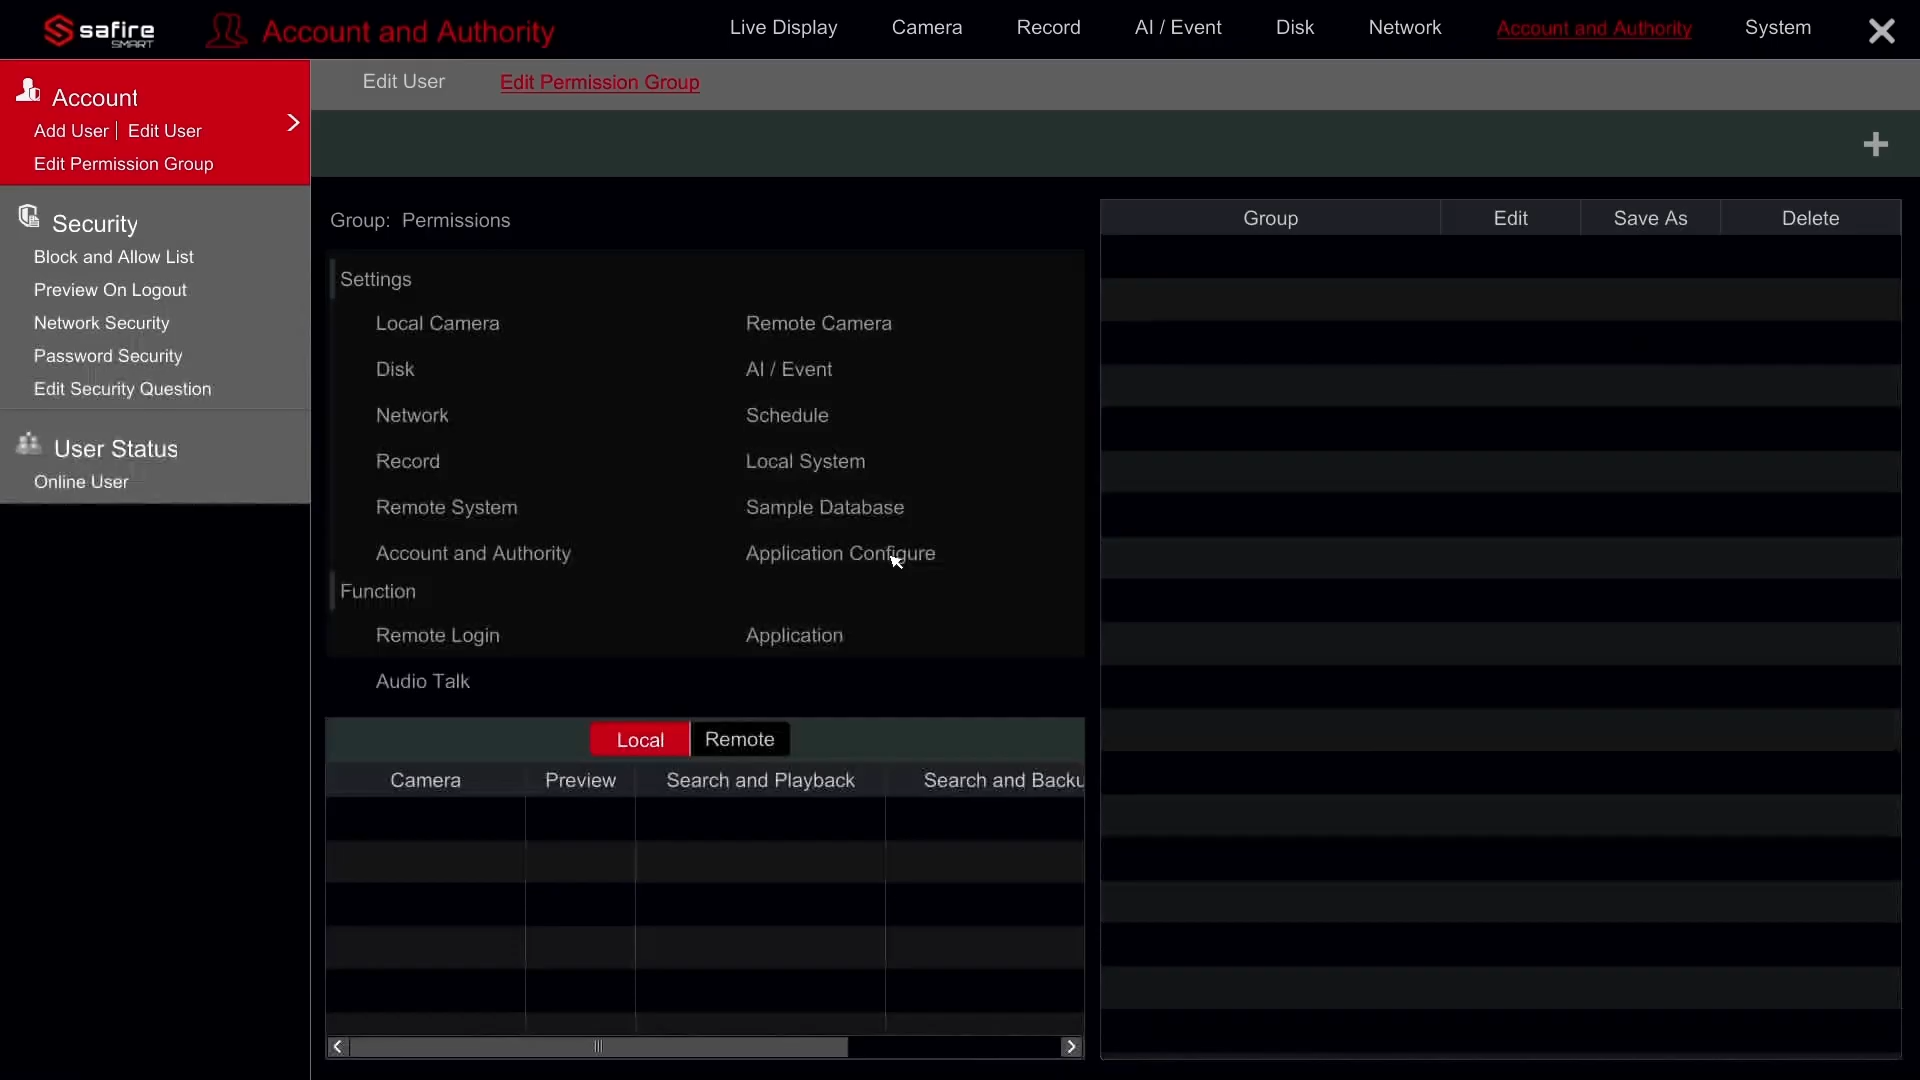 safire
SMART
Account and Authority
Live Display
Camera
Record
AI / Event
Disk
Network
Account and Authority
System
Account
Add User | Edit User
Edit Permission Group
Security
Block and Allow List
Preview On Logout
Network Security
Password Security
Edit Security Question
User Status
Online User
Edit User
Edit Permission Group
Group: Permissions
Settings
Local Camera
Remote Camera
Disk
AI / Event
Network
Schedule
Record
Local System
Remote System
Sample Database
Account and Authority
Application Configure
Function
Remote Login
Application
Audio Talk
Local
Remote
Camera
Preview
Search and Playback
Search and Backu
Group
Edit
Save As
Delete